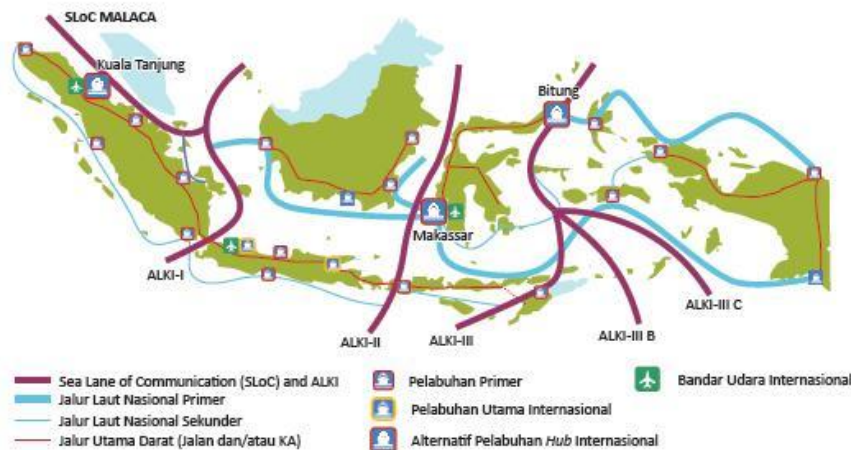 SLoC MALACA
Kuala Tanjung
Bitung
Makassar
ALKI-I
ALKI-II
ALKI-III
ALKI-III B
ALKI-III C
Sea Lane of Communication (SLoC) and ALKI
Jalur Laut Nasional Primer
Jalur Laut Nasional Sekunder
Jalur Utama Darat (Jalan dan/atau KA)
Pelabuhan Primer
Pelabuhan Utama Internasional
Alternatif Pelabuhan Hub Internasional
Bandar Udara Internasional